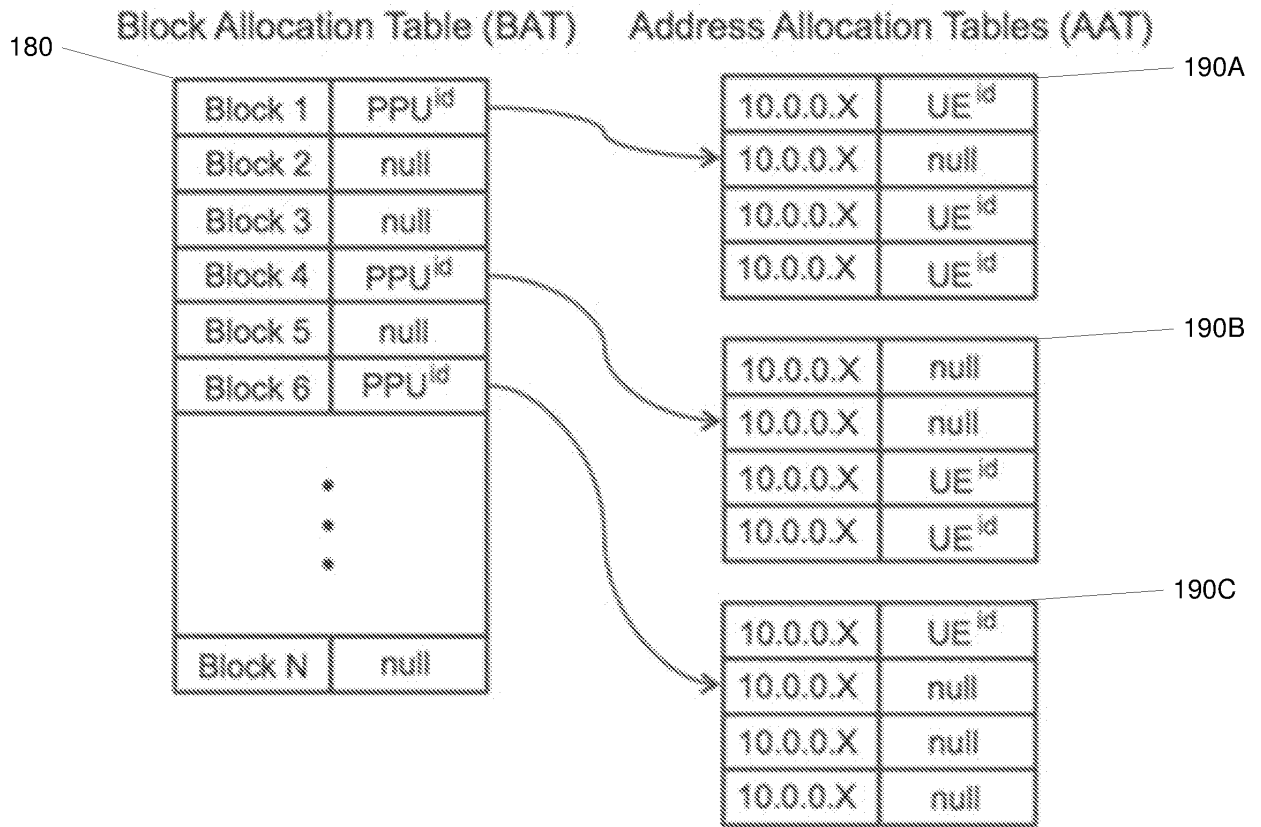 Block Allocation Table (BAT)
Address Allocation Tables (AAT)
180
Block 1 PPU^id
Block 2 null
Block 3 null
Block 4 PPU^id
Block 5 null
Block 6 PPU^id
Block N null
190A
10.0.0.X UE^id
10.0.0.X null
10.0.0.X UE^id
10.0.0.X UE^id
190B
10.0.0.X null
10.0.0.X null
10.0.0.X UE^id
10.0.0.X UE^id
190C
10.0.0.X UE^id
10.0.0.X null
10.0.0.X null
10.0.0.X null